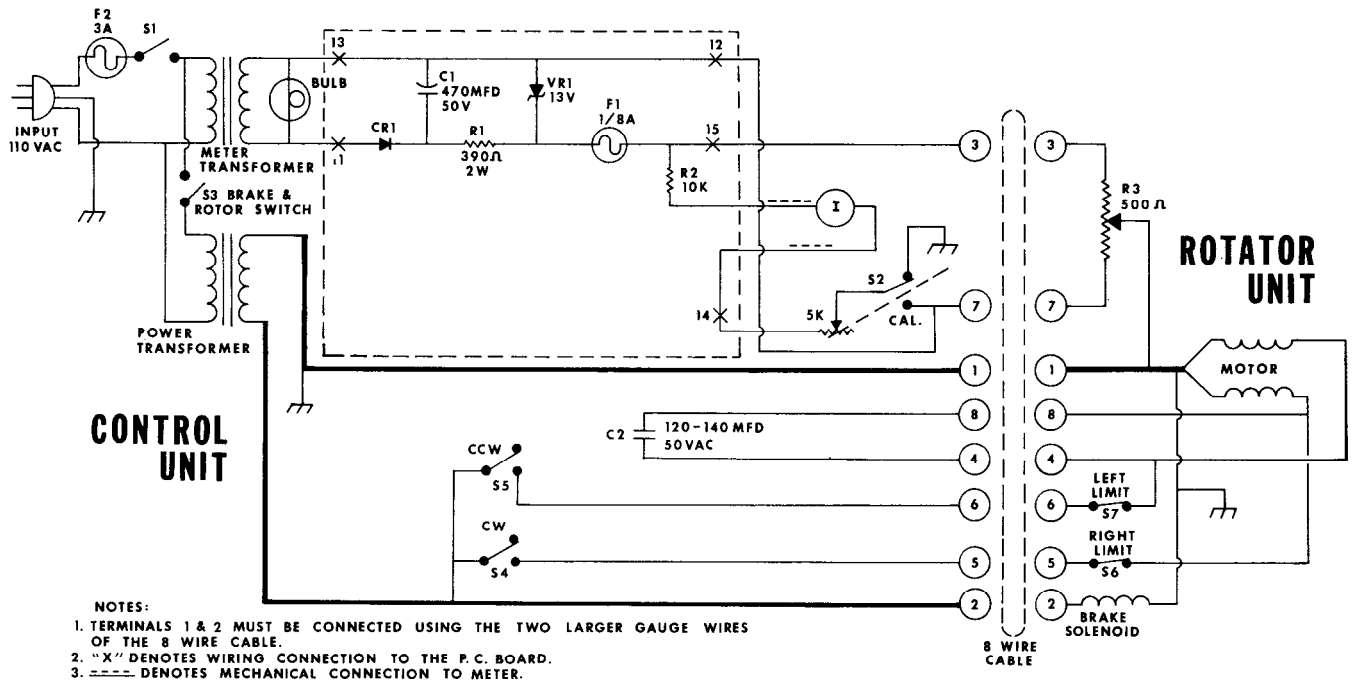 F2
3A
S1
INPUT
110 VAC
METER
TRANSFORMER
S3 BRAKE &
ROTOR SWITCH
POWER
TRANSFORMER
BULB
13
12
C1
470MFD
50V
VR1
13V
F1
1/8A
CR1
R1
390Ω
2W
15
R2
10K
I
14
5K
S2
CAL.
3
7
1
8
4
6
5
2
3
7
1
8
4
6
5
2
R3
500 Ω
ROTATOR
UNIT
MOTOR
CONTROL
UNIT
C2
120-140 MFD
50 VAC
CCW
S5
CW
S4
LEFT
LIMIT
S7
RIGHT
LIMIT
S6
BRAKE
SOLENOID
8 WIRE
CABLE
NOTES:
1. TERMINALS 1 & 2 MUST BE CONNECTED USING THE TWO LARGER GAUGE WIRES
OF THE 8 WIRE CABLE.
2. "X" DENOTES WIRING CONNECTION TO THE P.C. BOARD.
3. ---- DENOTES MECHANICAL CONNECTION TO METER.